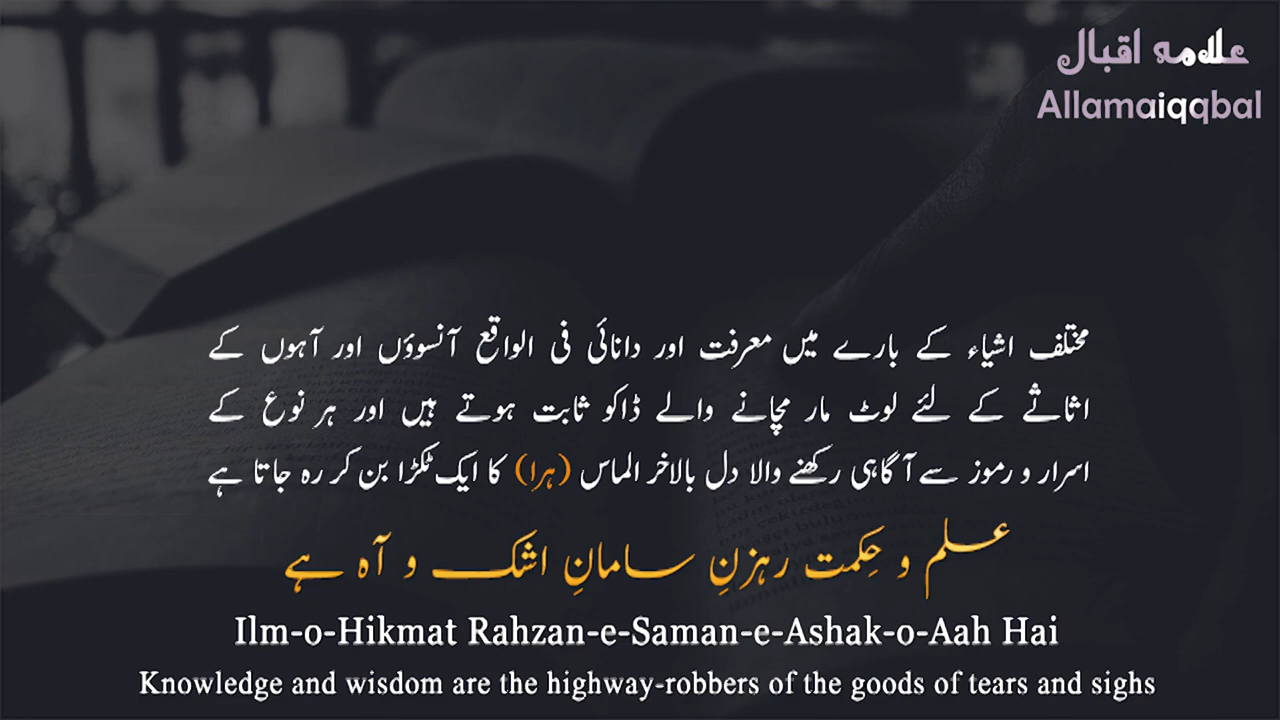 علامہ اقبال
Allamaiqqbal
مختلف اشیاء کے بارے میں معرفت اور دانائی فی الواقع آنسوؤں اور آہوں کے
اثاثے کے لئے لوٹ مار مچانے والے ڈاکو ثابت ہوتے ہیں اور ہر نوع کے
اسرار و رموز سے آگاہی رکھنے والا دل بالاخر الماس (ہرا) کا ایک ٹکڑا بن کر رہ جاتا ہے
علم و حِکمت رہزنِ سامانِ اشک و آہ ہے
Ilm-o-Hikmat Rahzan-e-Saman-e-Ashak-o-Aah Hai
Knowledge and wisdom are the highway-robbers of the goods of tears and sighs